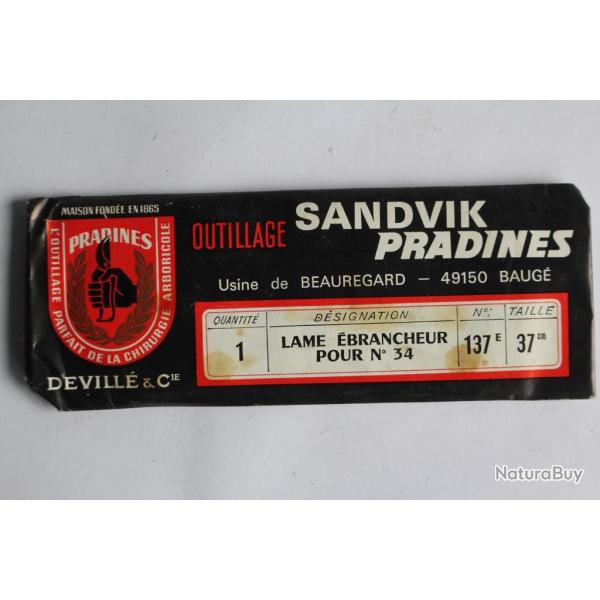 MAISON FONDÉE EN 1865
PRADINES
L'OUTILLAGE PARFAIT DE LA CHIRURGIE ARBORICOLE
DEVILLÉ & CIE
OUTILLAGE SANDVIK
PRADINES
Usine de BEAUREGARD — 49150 BAUGÉ
QUANTITÉ DÉSIGNATION N°: TAILLE
1 LAME ÉBRANCHEUR POUR N° 34 137 E 37 cm
NaturaBuy